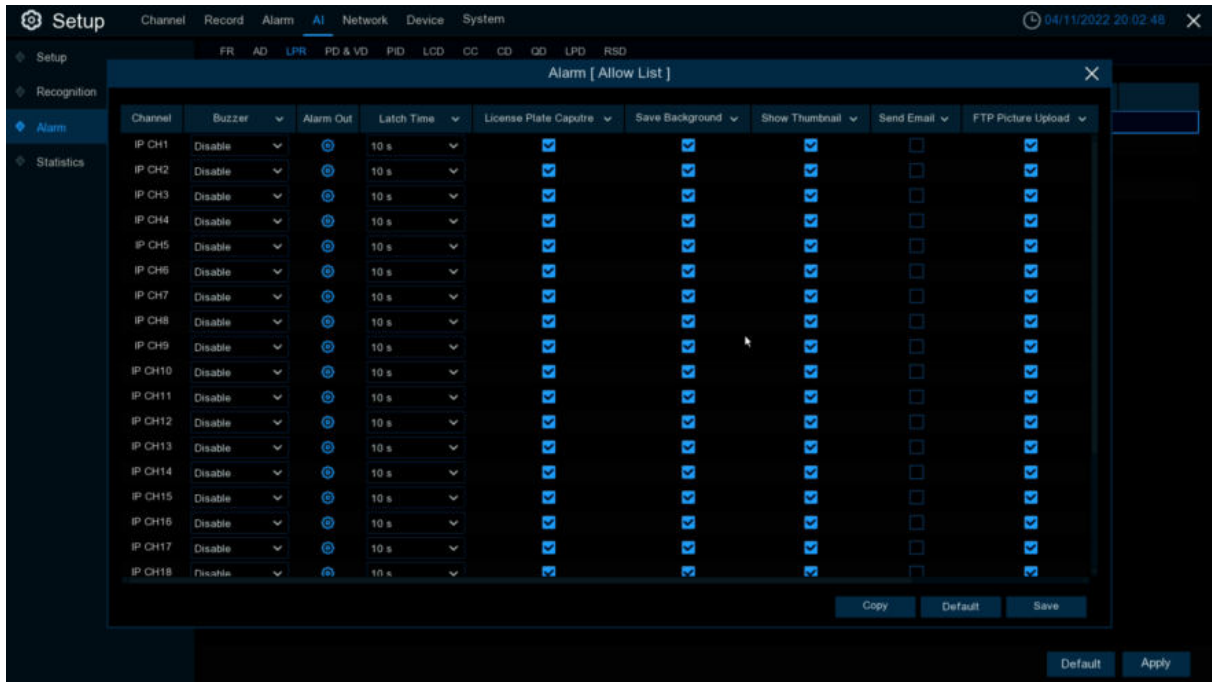 Setup Channel Record Alarm AI Network Device System 04/11/2022 20:02:48
Setup FR AD LPR PD & VD PID LCD CC CD QD LPD RSD
Alarm [ Allow List ]
Recognition
Alarm
Statistics
Channel Buzzer Alarm Out Latch Time License Plate Caputre Save Background Show Thumbnail Send Email FTP Picture Upload
IP CH1 Disable 10 s
IP CH2 Disable 10 s
IP CH3 Disable 10 s
IP CH4 Disable 10 s
IP CH5 Disable 10 s
IP CH6 Disable 10 s
IP CH7 Disable 10 s
IP CH8 Disable 10 s
IP CH9 Disable 10 s
IP CH10 Disable 10 s
IP CH11 Disable 10 s
IP CH12 Disable 10 s
IP CH13 Disable 10 s
IP CH14 Disable 10 s
IP CH15 Disable 10 s
IP CH16 Disable 10 s
IP CH17 Disable 10 s
IP CH18 Disable 10 s
Copy Default Save
Default Apply